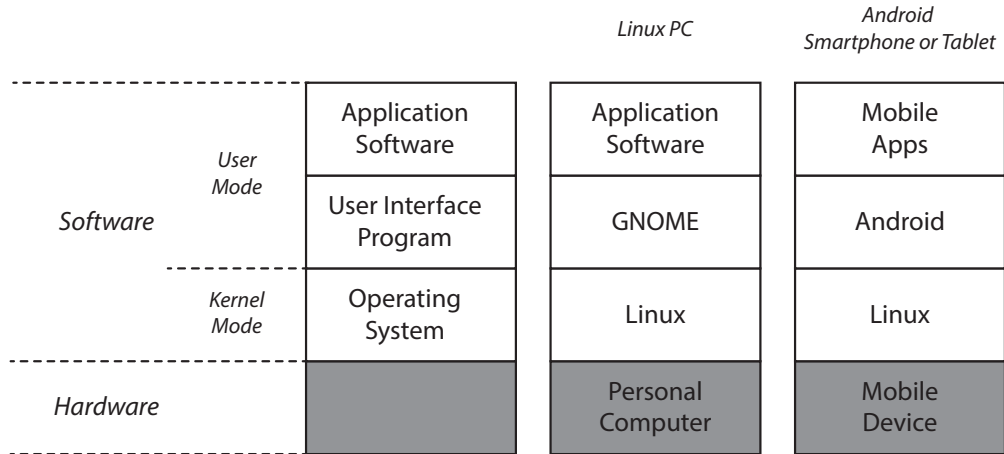 Linux PC
Android
Smartphone or Tablet
Software
User
Mode
Kernel
Mode
Hardware
Application
Software
User Interface
Program
Operating
System
Application
Software
GNOME
Linux
Personal
Computer
Mobile
Apps
Android
Linux
Mobile
Device